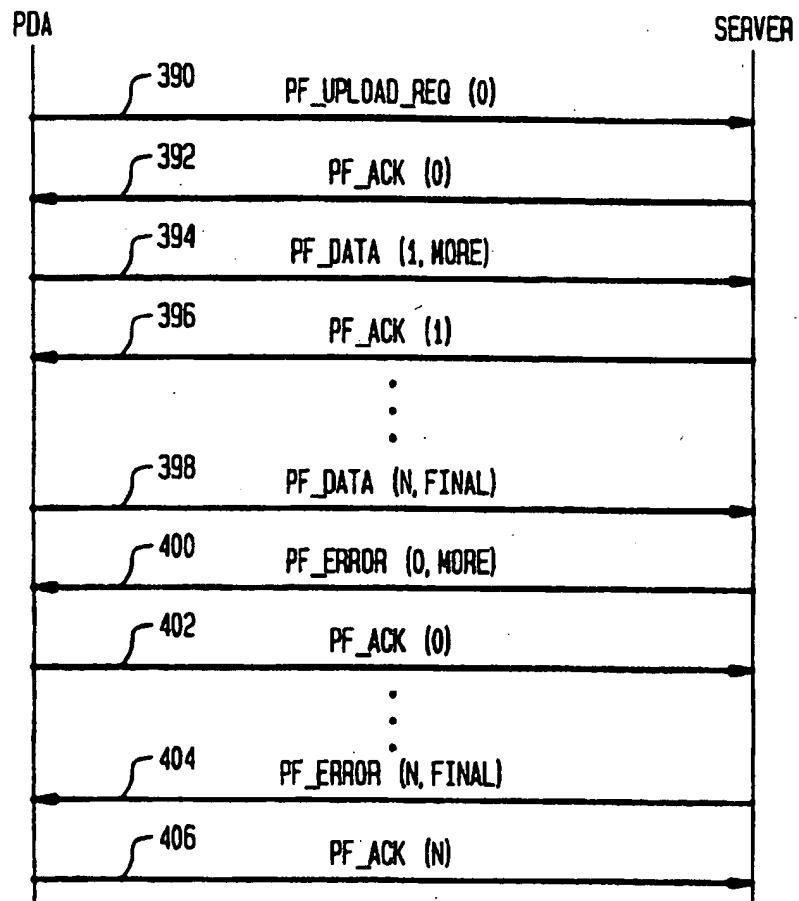 PDA
SERVER
390
PF_UPLOAD_REQ (0)
392
PF_ACK (0)
394
PF_DATA (1, MORE)
396
PF_ACK (1)
398
PF_DATA (N, FINAL)
400
PF_ERROR (0, MORE)
402
PF_ACK (0)
404
PF_ERROR (N, FINAL)
406
PF_ACK (N)